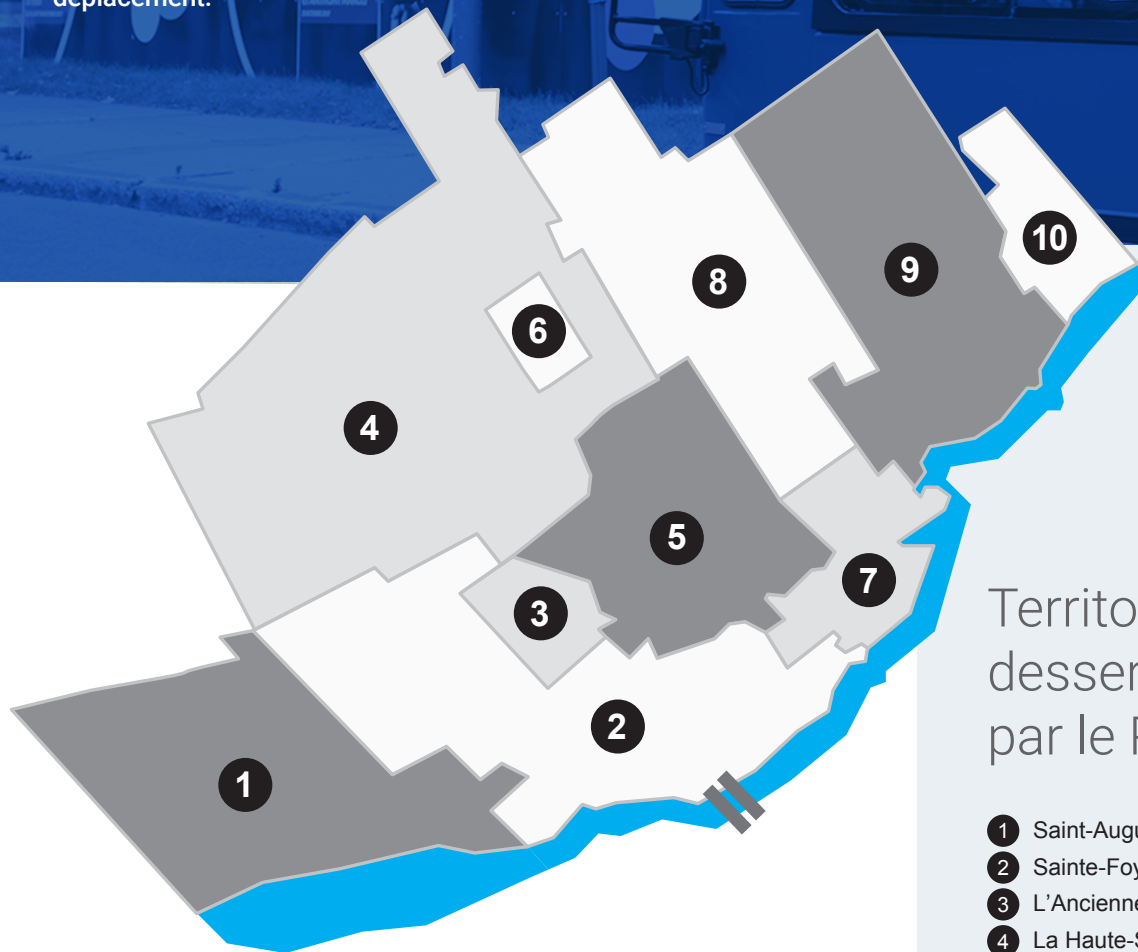 déplacement.
10
9
8
6
4
5
7
3
2
1
Territo
desser
par le
1 Saint-Augu
2 Sainte-Foy
3 L'Ancienne
4 La Haute-S